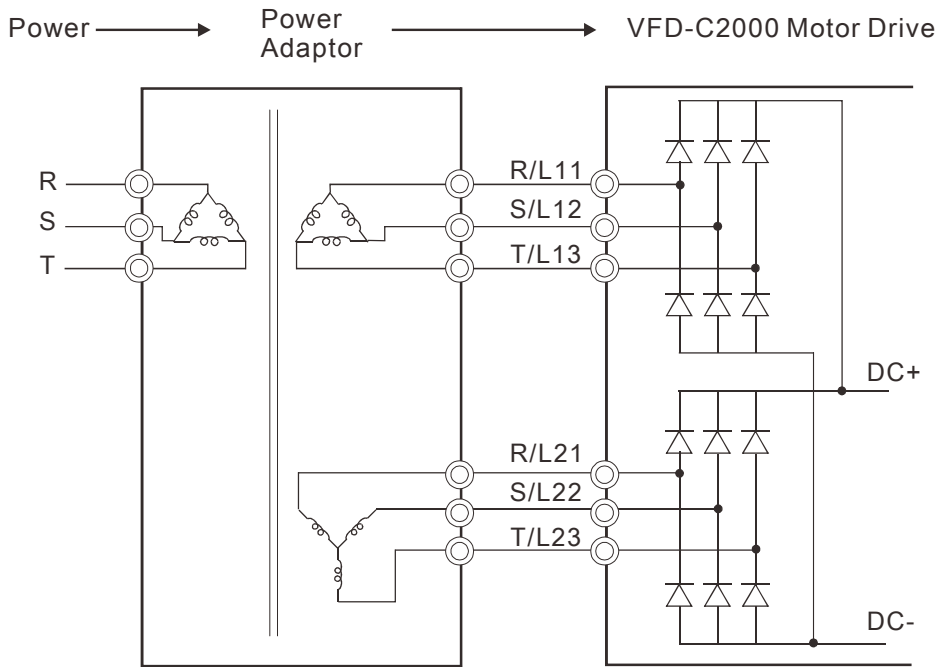 Power
Power
Adaptor
VFD-C2000 Motor Drive
R
S
T
R/L11
S/L12
T/L13
DC+
R/L21
S/L22
T/L23
DC-